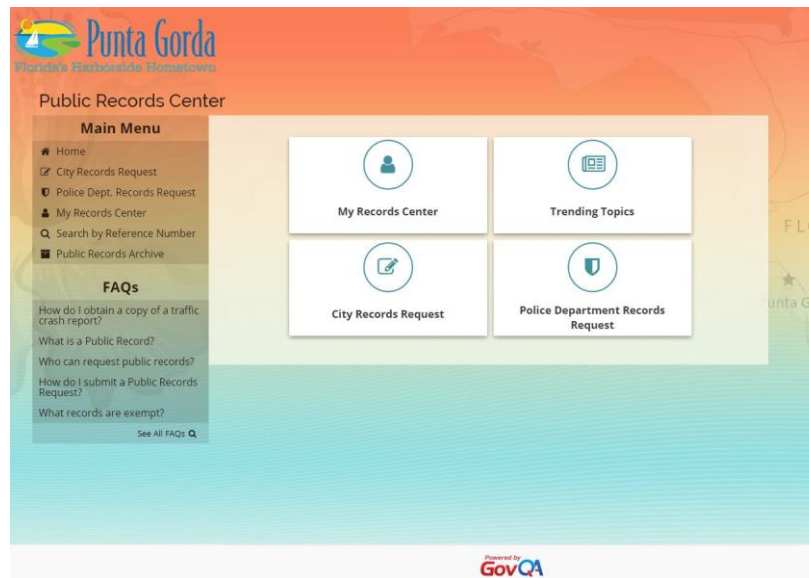 Punta Gorda
Florida's Harborside Hometown
Public Records Center
Main Menu
Home
City Records Request
Police Dept. Records Request
My Records Center
Search by Reference Number
Public Records Archive
FAQs
How do I obtain a copy of a traffic
crash report?
What is a Public Record?
Who can request public records?
How do I submit a Public Records
Request?
What records are exempt?
See All FAQs
My Records Center
Trending Topics
City Records Request
Police Department Records
Request
FL
unta G
Powered by
GovQA